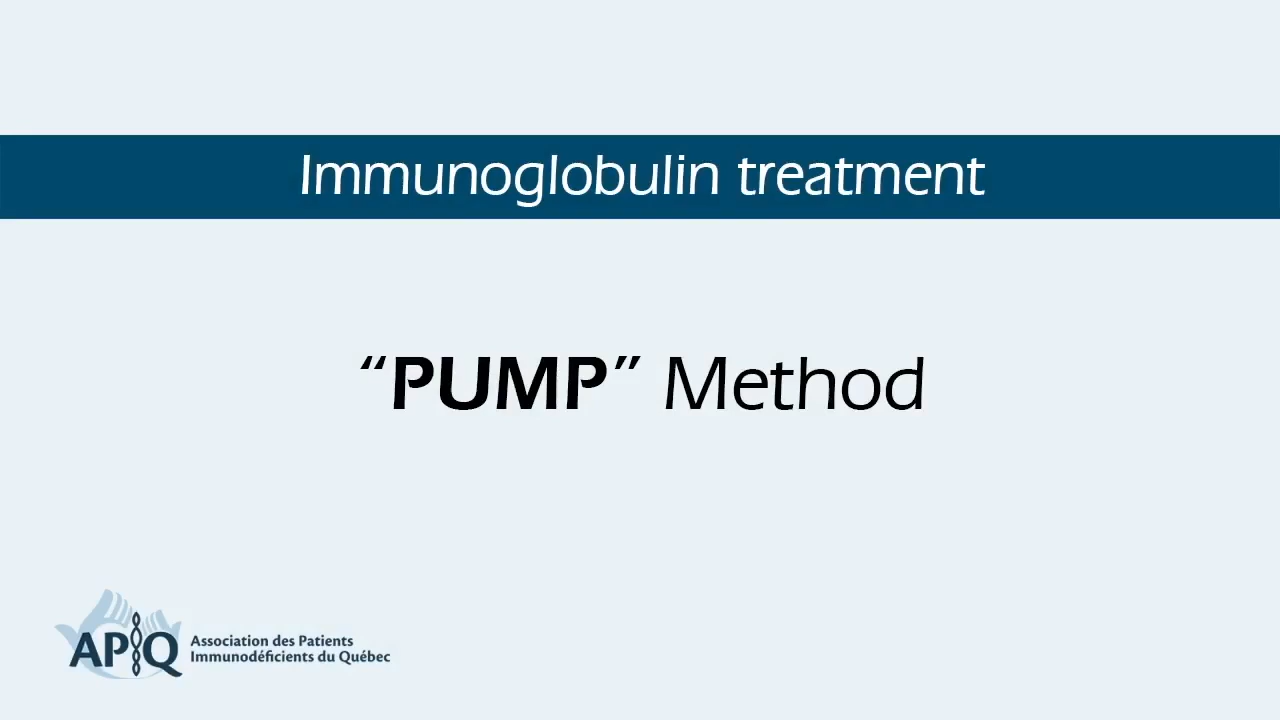 Immunoglobulin treatment
“PUMP” Method
APIQ
Association des Patients
Immunodéficients du Québec